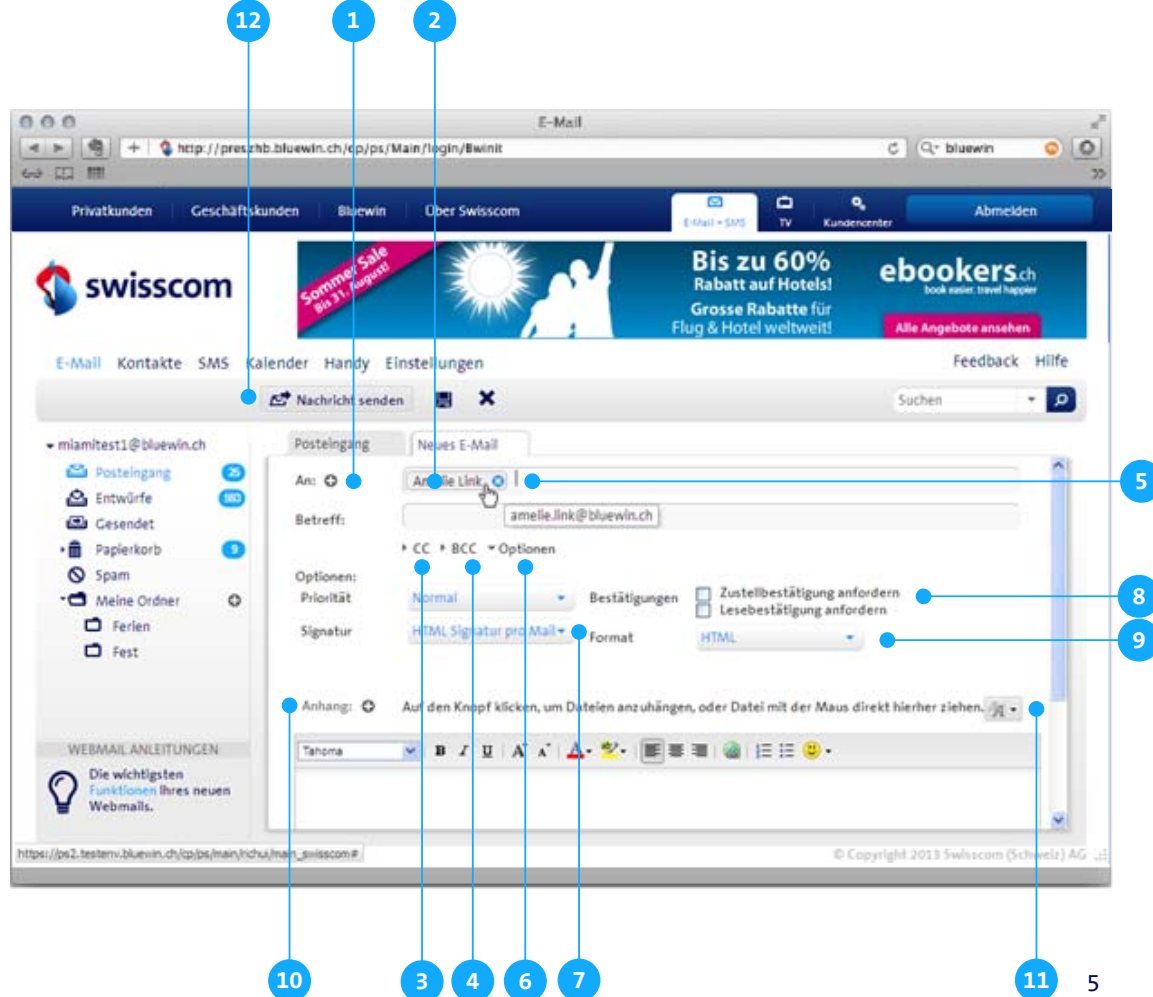 12 1 2
E-Mail
http://preszhb.bluewin.ch/cp/ps/Main/login/Bwinit
bluewin
Privatkunden Geschäftskunden Bluewin Über Swisscom
E-Mail + SMS TV Kundencenter Abmelden
swisscom
Sommer Sale
Bis 31. August!
Bis zu 60%
Rabatt auf Hotels!
Grosse Rabatte für
Flug & Hotel weltweit!
ebookers.ch
book easier. travel happier
Alle Angebote ansehen
E-Mail Kontakte SMS Kalender Handy Einstellungen Feedback Hilfe
Nachricht senden Suchen
miamitest1@bluewin.ch
Posteingang 25
Entwürfe
Gesendet
Papierkorb 9
Spam
Meine Ordner
Ferien
Fest
WEBMAIL ANLEITUNGEN
Die wichtigsten
Funktionen Ihres neuen
Webmails.
Posteingang Neues E-Mail
An: Amelie Link 5
amelie.link@bluewin.ch
Betreff:
CC BCC Optionen
Optionen:
Priorität Normal Bestätigungen Zustellbestätigung anfordern 8
Lesebestätigung anfordern
Signatur HTML Signatur pro Mail Format HTML 9
Anhang: Auf den Knopf klicken, um Dateien anzuhängen, oder Datei mit der Maus direkt hierher ziehen.
Tahoma B I U A A A
https://ps2.testenv.bluewin.ch/cp/ps/main/richui/main_swisscom#
© Copyright 2013 Swisscom (Schweiz) AG
10 3 4 6 7 11 5